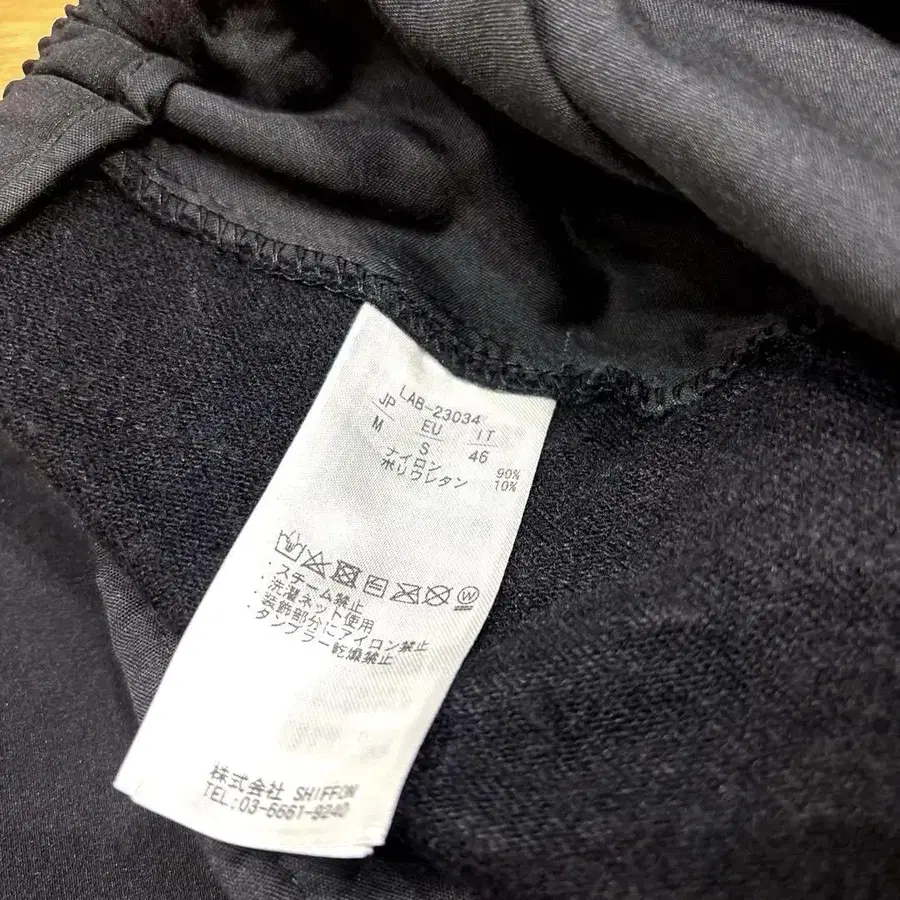 LAB-23034
JP EU IT
M S 46
ナイロン 90%
ポリウレタン 10%
W
・スチーム禁止
・洗濯ネット使用
・装飾部分にアイロン禁止
・タンブラー乾燥禁止
株式会社 SHIFFON
TEL:03-6661-9240